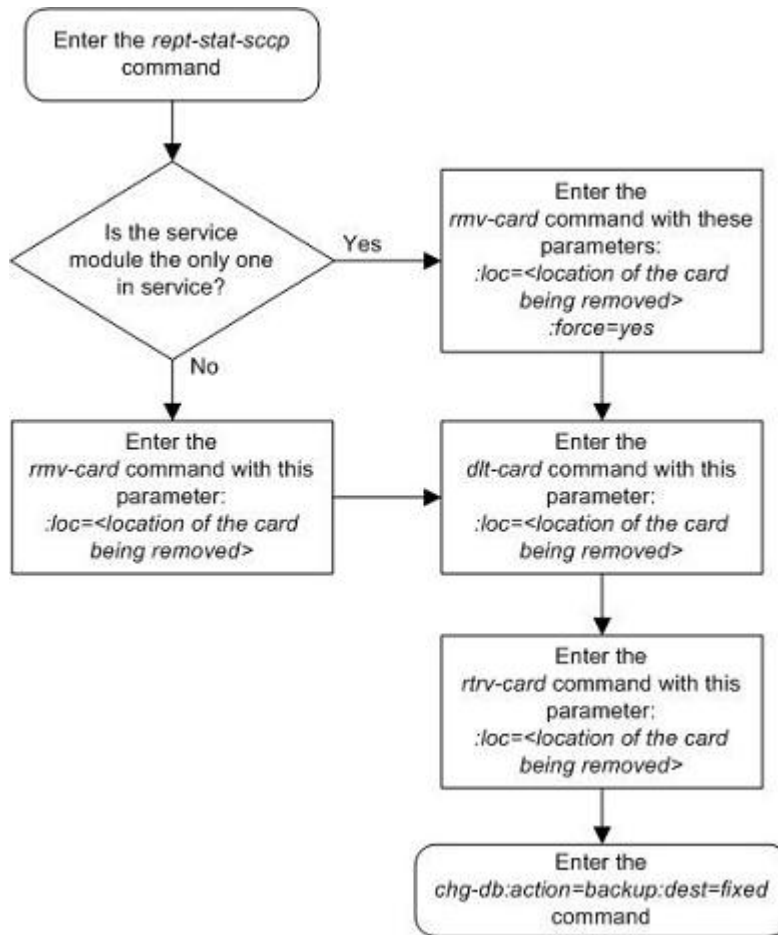 Enter the rept-stat-sccp
command
Is the service
module the only one
in service?
Yes
Enter the
rmv-card command with these
parameters:
:loc=<location of the card
being removed>
:force=yes
No
Enter the
rmv-card command with this
parameter:
:loc=<location of the card
being removed>
Enter the
dlt-card command with this
parameter:
:loc=<location of the card
being removed>
Enter the
rtrv-card command with this
parameter:
:loc=<location of the card
being removed>
Enter the
chg-db:action=backup:dest=fixed
command